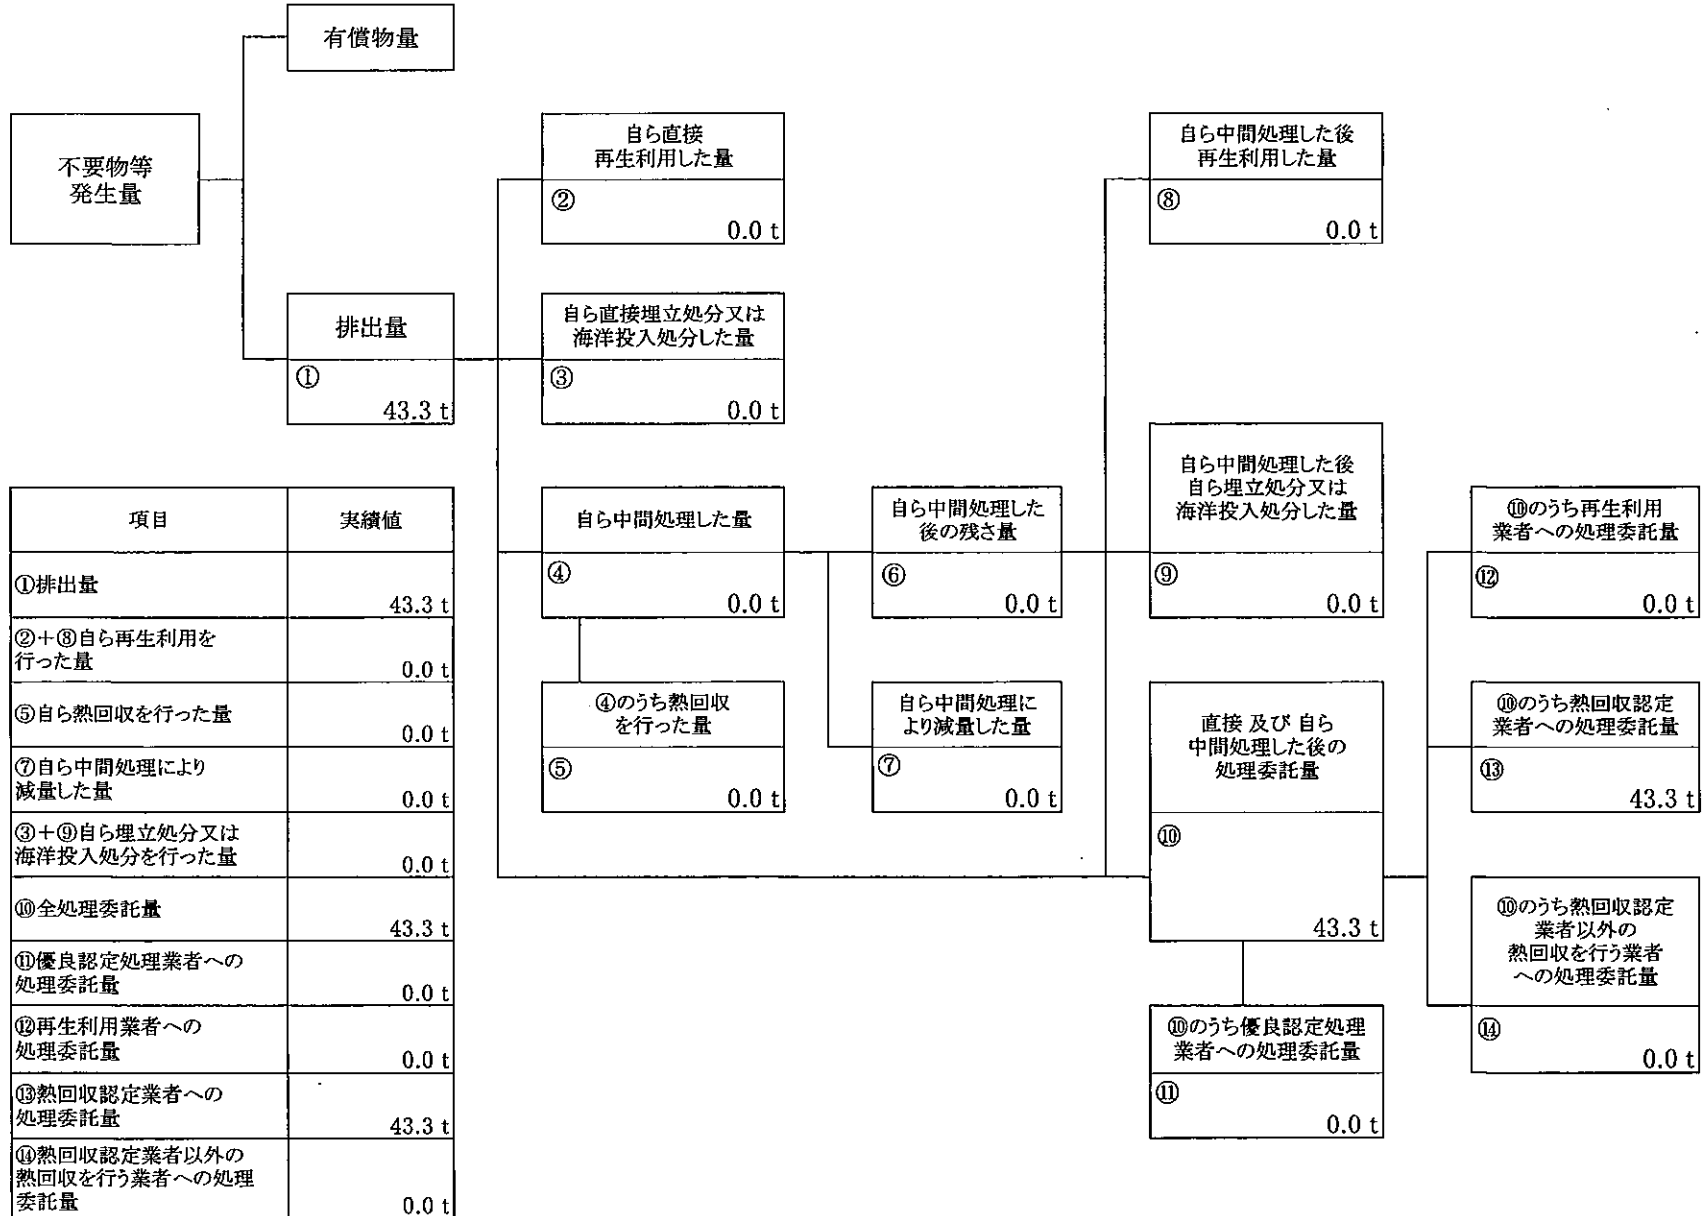 有償物量
不要物等
発生量
自ら直接
再生利用した量
②
0.0 t
自ら中間処理した後
再生利用した量
⑧
0.0 t
排出量
①
43.3 t
自ら直接埋立処分又は
海洋投入処分した量
③
0.0 t
自ら中間処理した量
④
0.0 t
自ら中間処理した
後の残さ量
⑥
0.0 t
自ら中間処理した後
自ら埋立処分又は
海洋投入処分した量
⑨
0.0 t
⑩のうち再生利用
業者への処理委託量
⑫
0.0 t
④のうち熱回収
を行った量
⑤
0.0 t
自ら中間処理に
より減量した量
⑦
0.0 t
直接 及び 自ら
中間処理した後の
処理委託量
⑩
43.3 t
⑩のうち熱回収認定
業者への処理委託量
⑬
43.3 t
⑩のうち熱回収認定
業者以外の
熱回収を行う業者
への処理委託量
⑭
0.0 t
⑩のうち優良認定処理
業者への処理委託量
⑪
0.0 t
項目 実績値
①排出量
43.3 t
②+⑧自ら再生利用を
行った量
0.0 t
⑤自ら熱回収を行った量
0.0 t
⑦自ら中間処理により
減量した量
0.0 t
③+⑨自ら埋立処分又は
海洋投入処分を行った量
0.0 t
⑩全処理委託量
43.3 t
⑪優良認定処理業者への
処理委託量
0.0 t
⑫再生利用業者への
処理委託量
0.0 t
⑬熱回収認定業者への
処理委託量
43.3 t
⑭熱回収認定業者以外の
熱回収を行う業者への処理
委託量
0.0 t